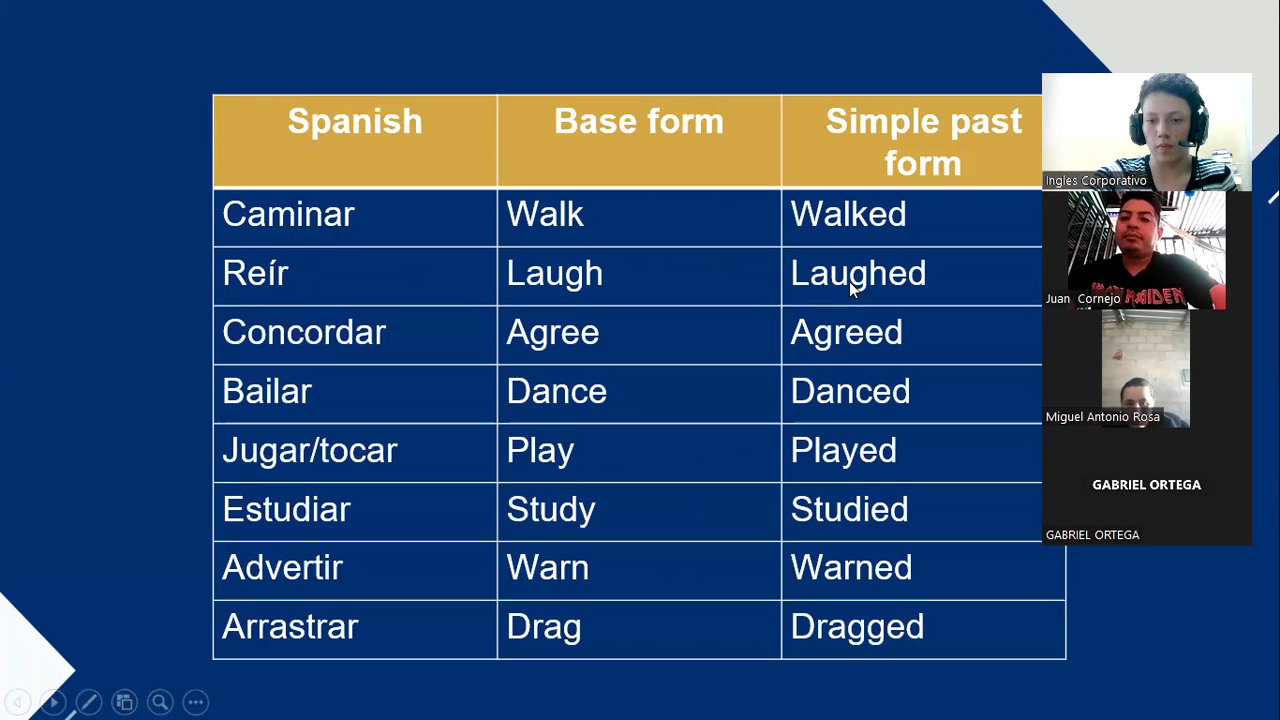 Spanish Base form Simple past
form
Caminar Walk Walked
Reír Laugh Laughed
Concordar Agree Agreed
Bailar Dance Danced
Jugar/tocar Play Played
Estudiar Study Studied
Advertir Warn Warned
Arrastrar Drag Dragged
Ingles Corporativo
IRON MAIDEN
Juan Cornejo
Miguel Antonio Rosa
GABRIEL ORTEGA
GABRIEL ORTEGA